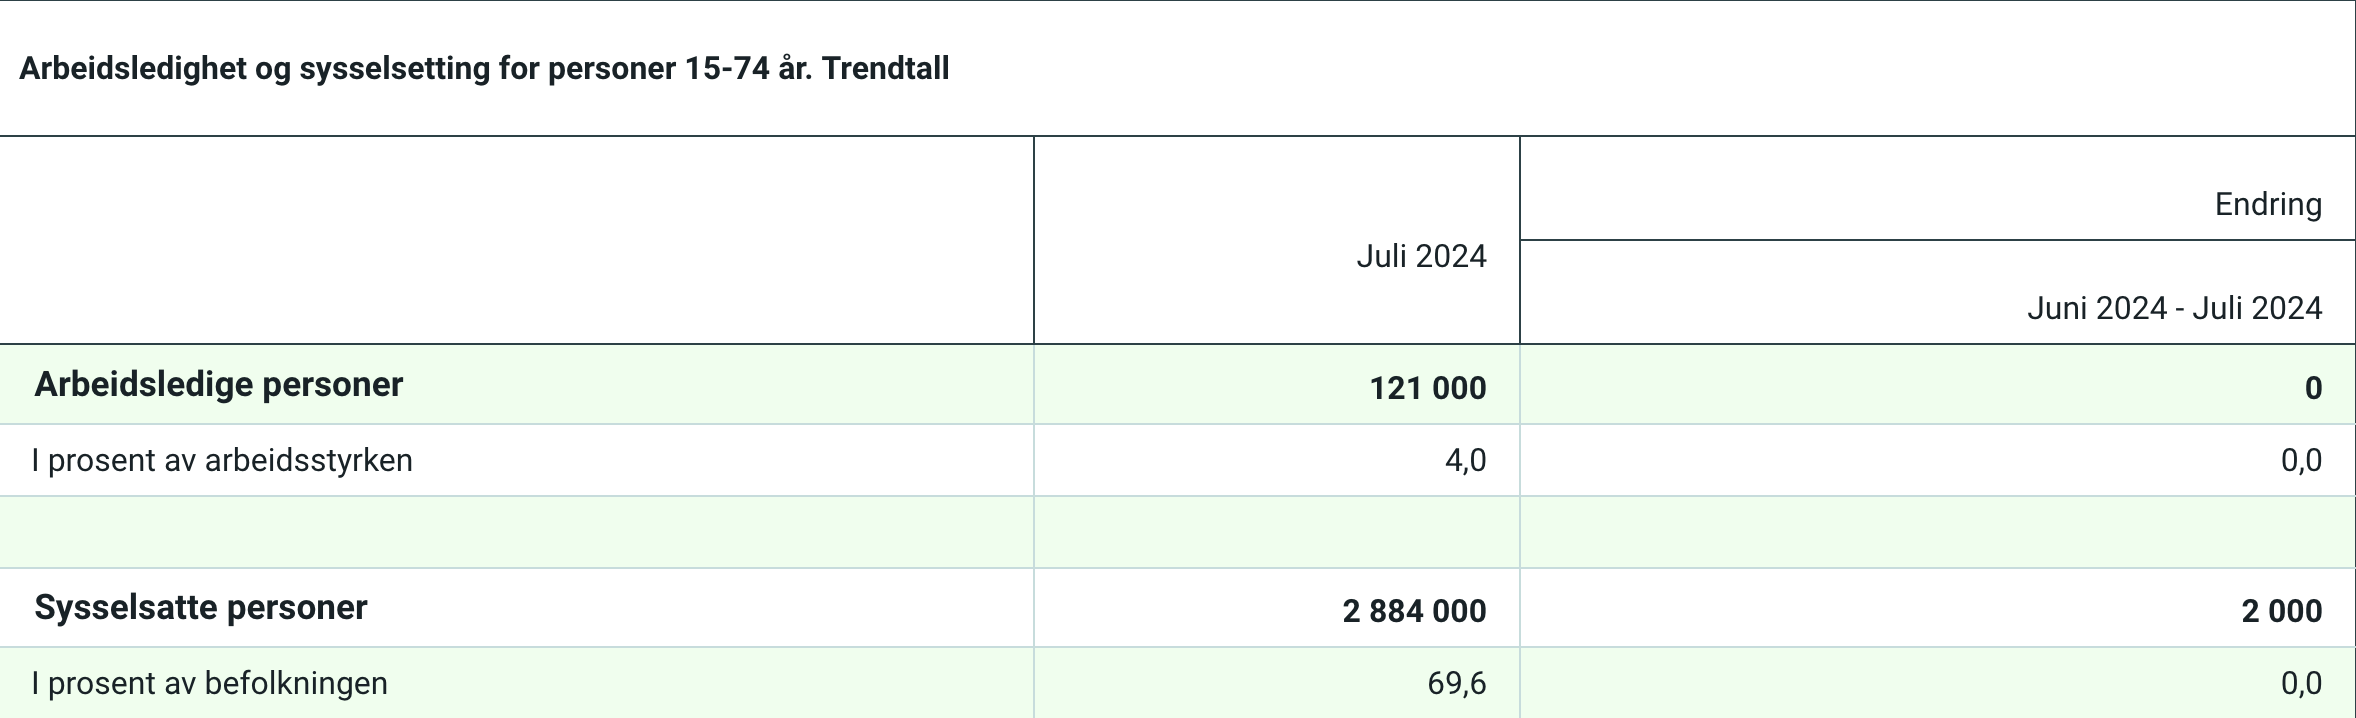 Arbeidsledighet og sysselsetting for personer 15-74 år. Trendtall
Juli 2024
Endring
Juni 2024 - Juli 2024
Arbeidsledige personer 121 000 0
I prosent av arbeidsstyrken 4,0 0,0
Sysselsatte personer 2 884 000 2 000
I prosent av befolkningen 69,6 0,0